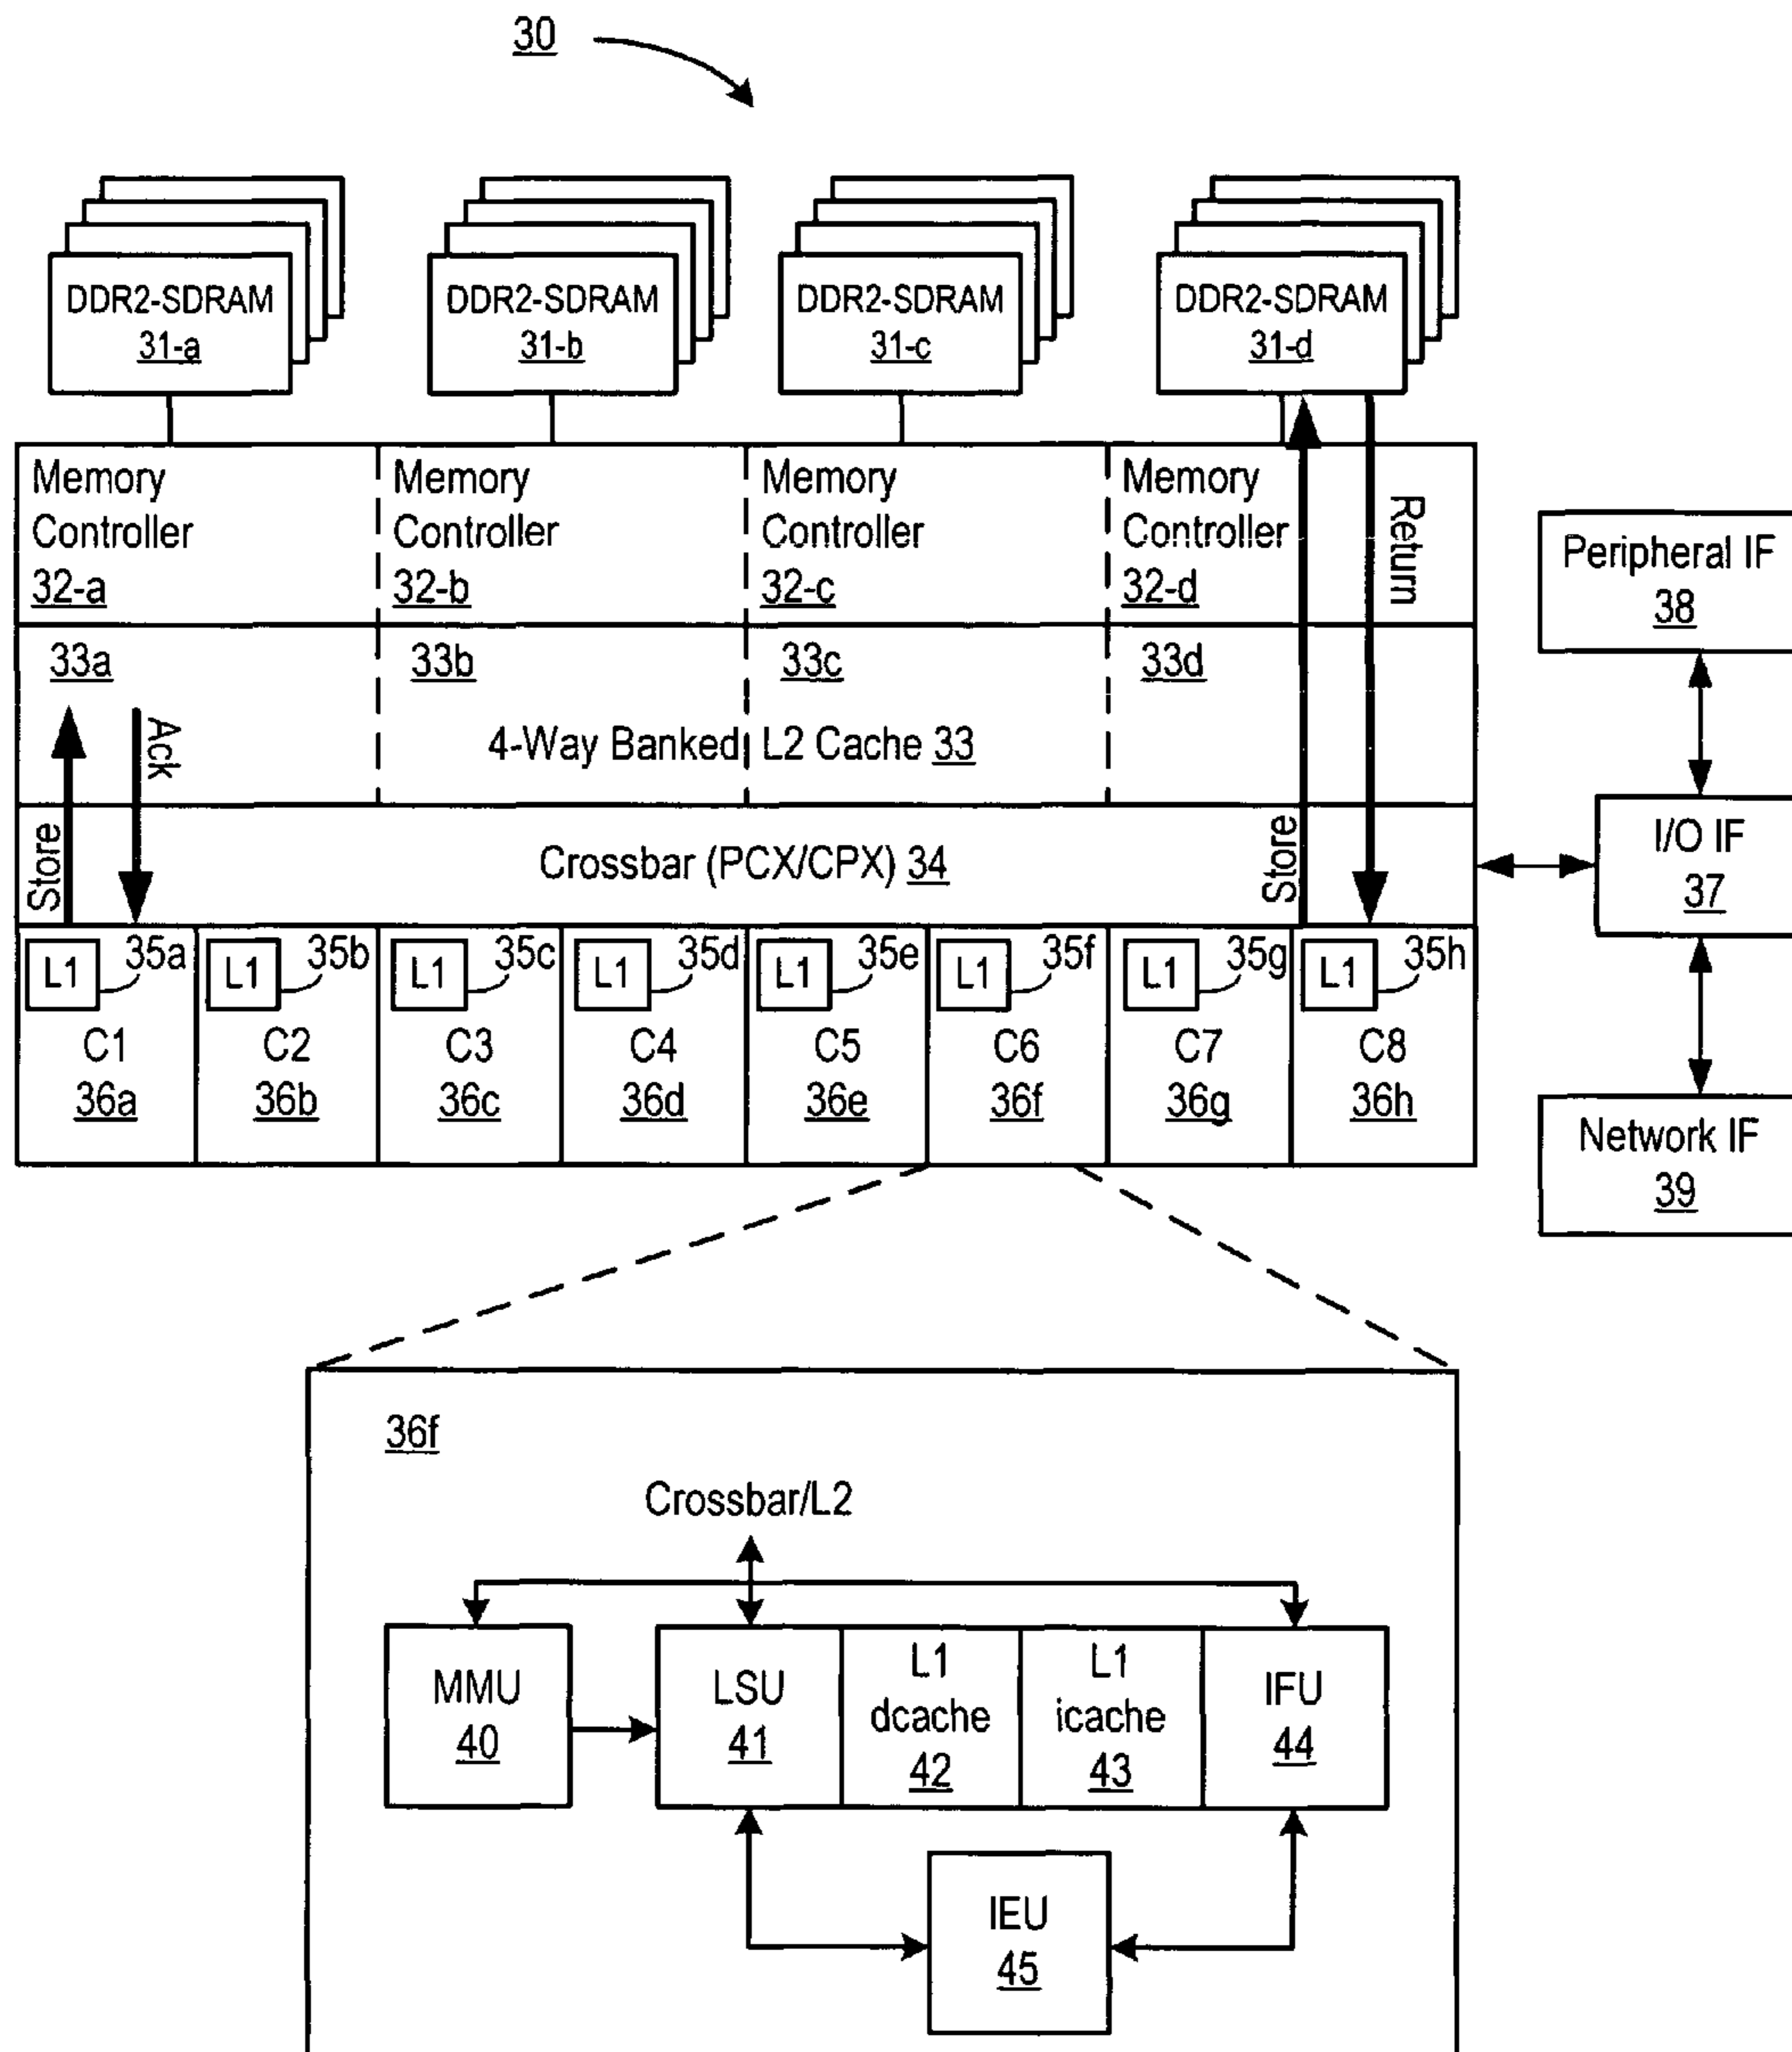 30
DDR2-SDRAM
31-a
DDR2-SDRAM
31-b
DDR2-SDRAM
31-c
DDR2-SDRAM
31-d
Memory
Controller
32-a
Memory
Controller
32-b
Memory
Controller
32-c
Memory
Controller
32-d
Return
Peripheral IF
38
33a
33b
33c
33d
Ack
4-Way Banked L2 Cache 33
Store
Crossbar (PCX/CPX) 34
Store
I/O IF
37
L1
35a
C1
36a
L1
35b
C2
36b
L1
35c
C3
36c
L1
35d
C4
36d
L1
35e
C5
36e
L1
35f
C6
36f
L1
35g
C7
36g
L1
35h
C8
36h
Network IF
39
36f
Crossbar/L2
MMU
40
LSU
41
L1
dcache
42
L1
icache
43
IFU
44
IEU
45